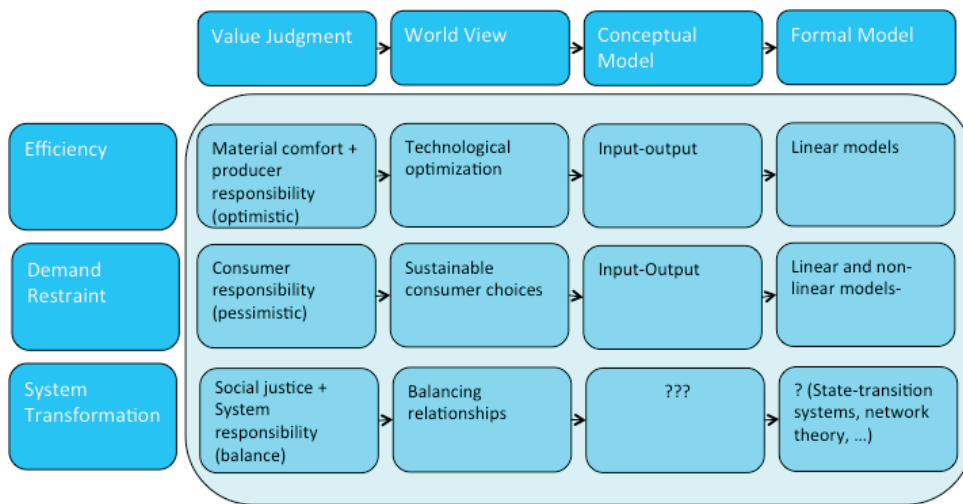 Value Judgment
World View
Conceptual
Model
Formal Model
Efficiency
Material comfort +
producer
responsibility
(optimistic)
Technological
optimization
Input-output
Linear models
Demand
Restraint
Consumer
responsibility
(pessimistic)
Sustainable
consumer choices
Input-Output
Linear and non-
linear models-
System
Transformation
Social justice +
System
responsibility
(balance)
Balancing
relationships
???
? (State-transition
systems, network
theory, …)